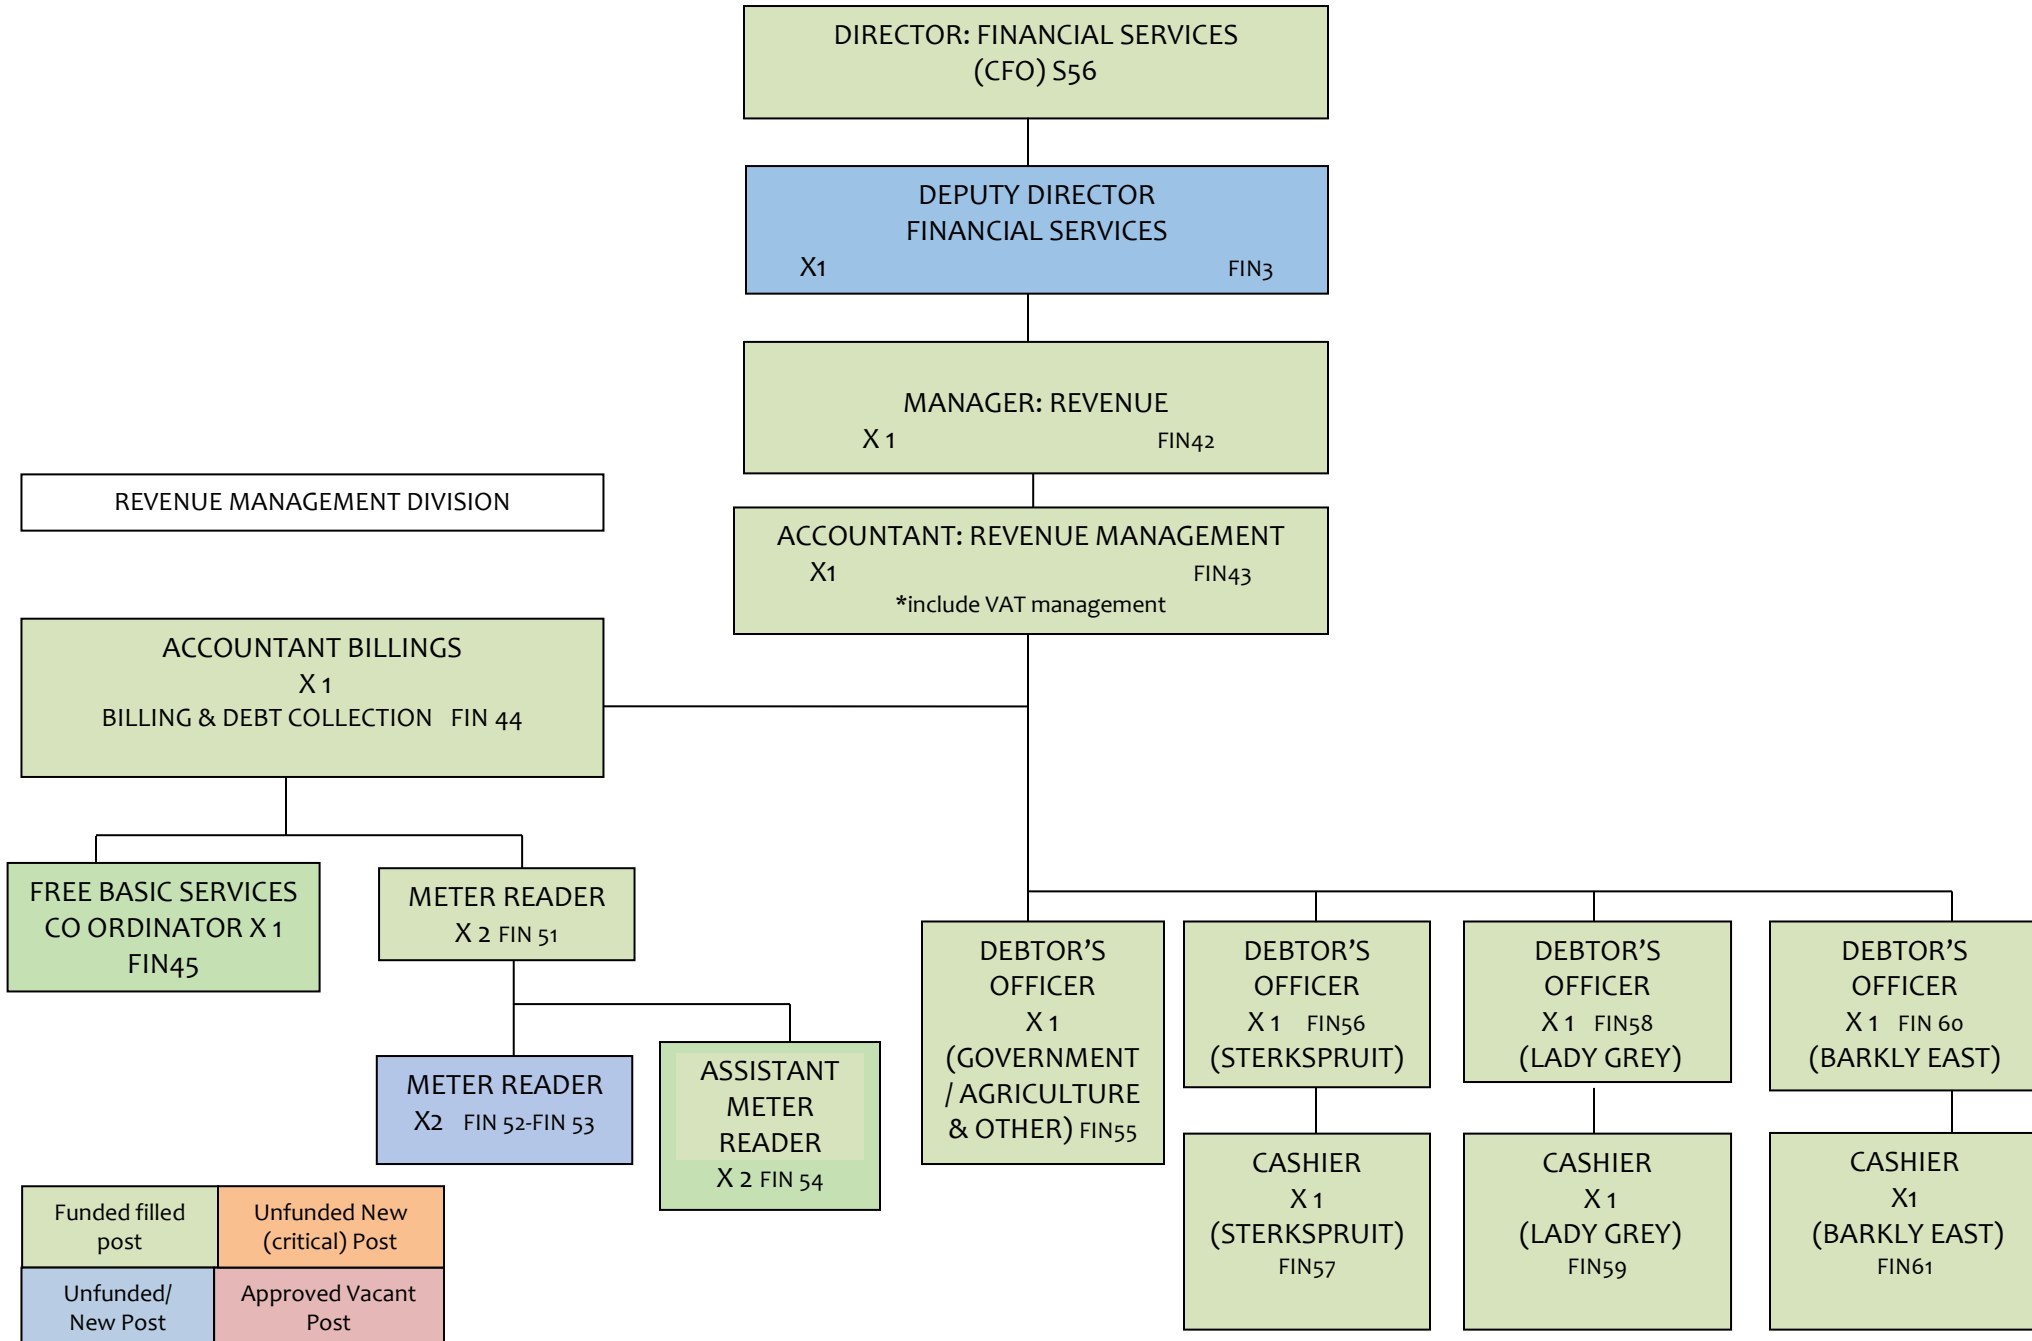 DIRECTOR: FINANCIAL SERVICES
(CFO) S56
DEPUTY DIRECTOR
FINANCIAL SERVICES
X1 FIN3
MANAGER: REVENUE
X 1 FIN42
REVENUE MANAGEMENT DIVISION
ACCOUNTANT: REVENUE MANAGEMENT
X1 FIN43
*include VAT management
ACCOUNTANT BILLINGS
X 1
BILLING & DEBT COLLECTION FIN 44
FREE BASIC SERVICES
CO ORDINATOR X 1
FIN45
METER READER
X 2 FIN 51
METER READER
X2 FIN 52-FIN 53
ASSISTANT
METER
READER
X 2 FIN 54
DEBTOR'S
OFFICER
X 1
(GOVERNMENT
/ AGRICULTURE
& OTHER) FIN55
DEBTOR'S
OFFICER
X 1 FIN56
(STERKSPRUIT)
DEBTOR'S
OFFICER
X 1 FIN58
(LADY GREY)
DEBTOR'S
OFFICER
X 1 FIN 60
(BARKLY EAST)
CASHIER
X 1
(STERKSPRUIT)
FIN57
CASHIER
X 1
(LADY GREY)
FIN59
CASHIER
X1
(BARKLY EAST)
FIN61
Funded filled
post
Unfunded New
(critical) Post
Unfunded/
New Post
Approved Vacant
Post